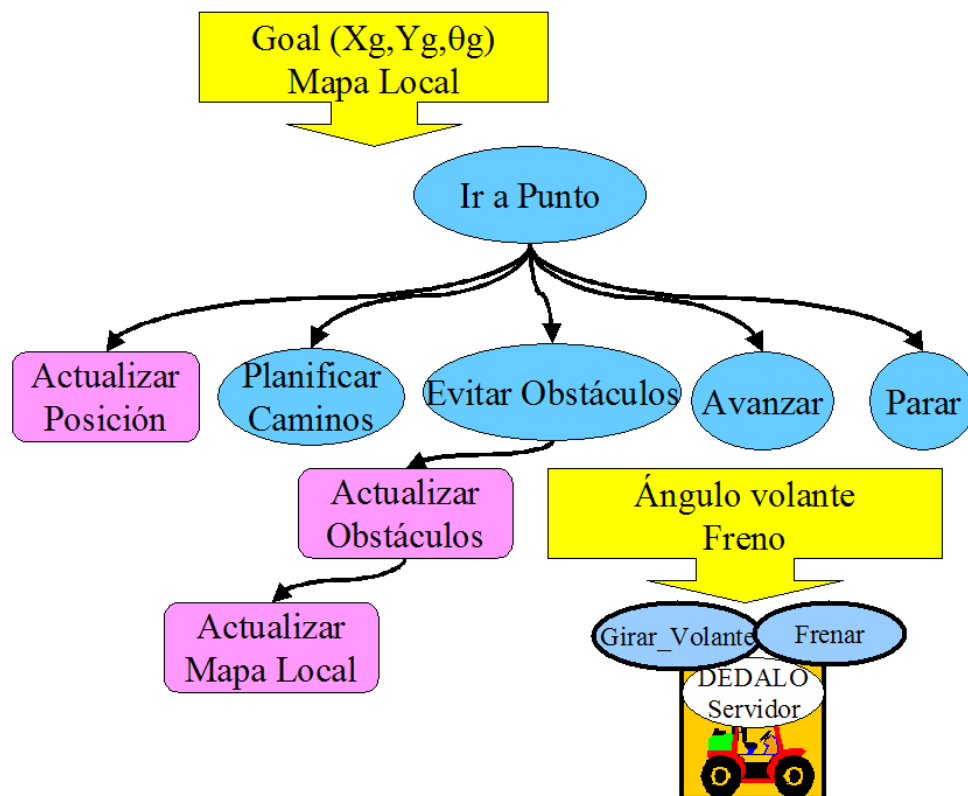 Goal (Xg,Yg,θg)
Mapa Local
Ir a Punto
Actualizar
Posición
Planificar
Caminos
Evitar Obstáculos
Avanzar
Parar
Actualizar
Obstáculos
Ángulo volante
Freno
Actualizar
Mapa Local
Girar_Volante
Frenar
DEDALO
Servidor